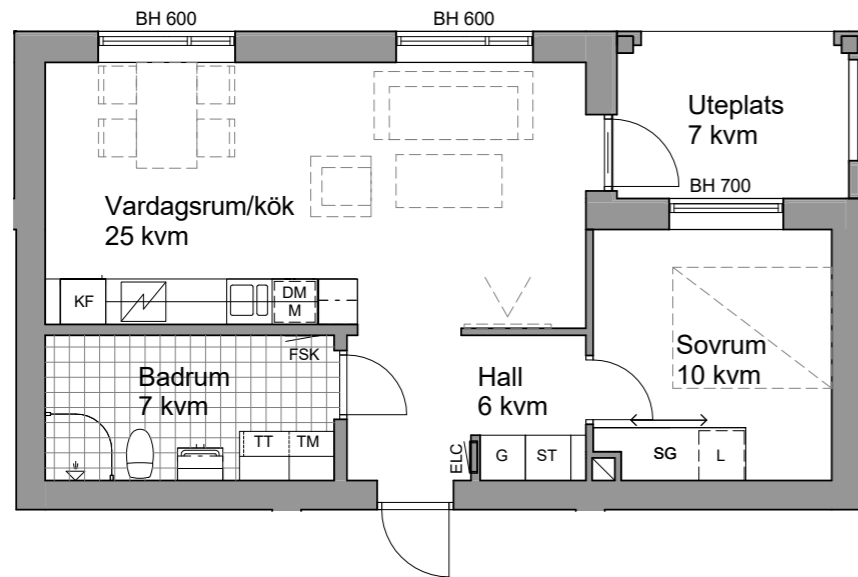 BH 600
BH 600
Uteplats
7 kvm
BH 700
Vardagsrum/kök
25 kvm
KF
DM
M
FSK
Badrum
7 kvm
Hall
6 kvm
Sovrum
10 kvm
TT
TM
ELC
G
ST
SG
L